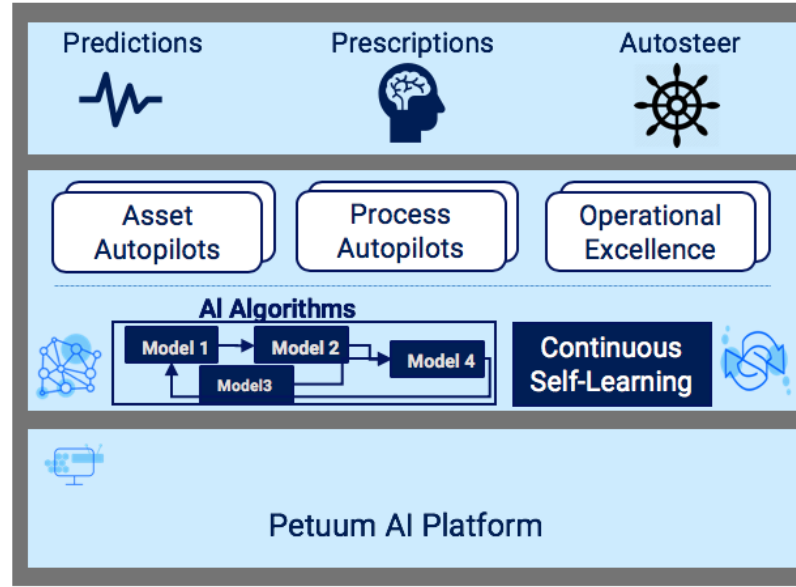 Predictions
Prescriptions
Autosteer
Asset
Autopilots
Process
Autopilots
Operational
Excellence
AI Algorithms
Model 1
Model 2
Model3
Model 4
Continuous
Self-Learning
Petuum AI Platform